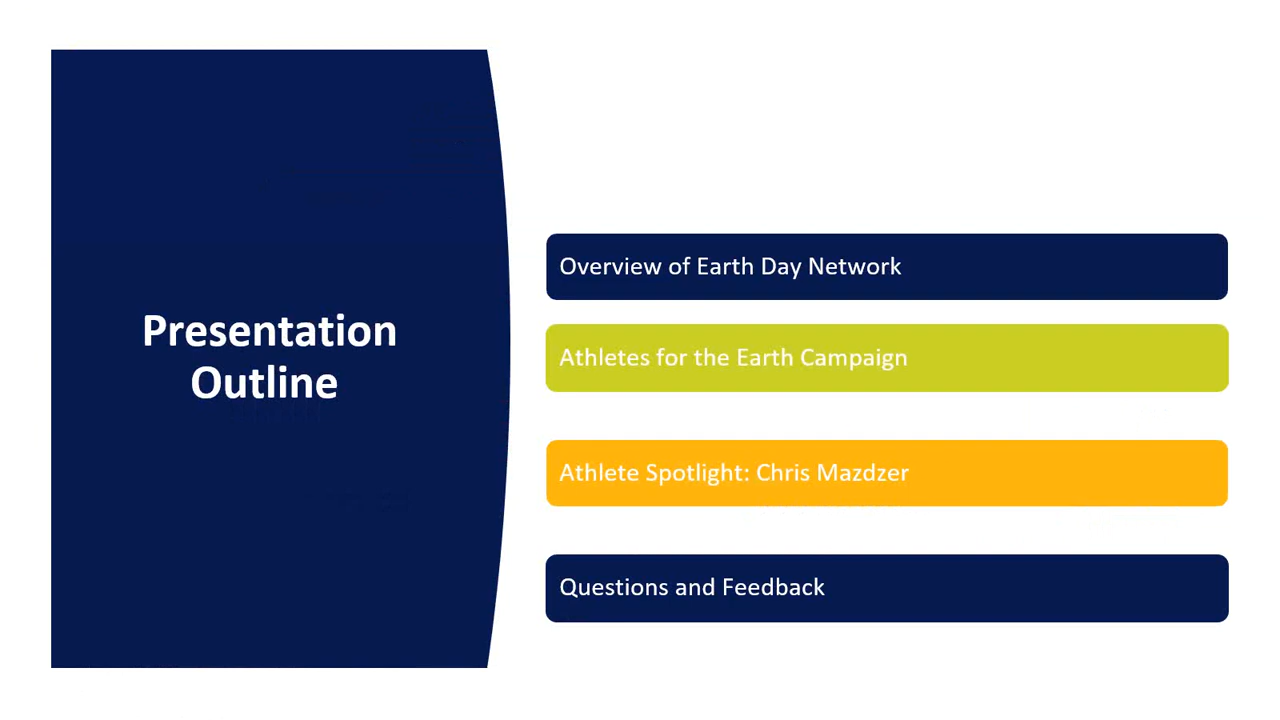 Presentation
Outline
Overview of Earth Day Network
Athletes for the Earth Campaign
Athlete Spotlight: Chris Mazdzer
Questions and Feedback